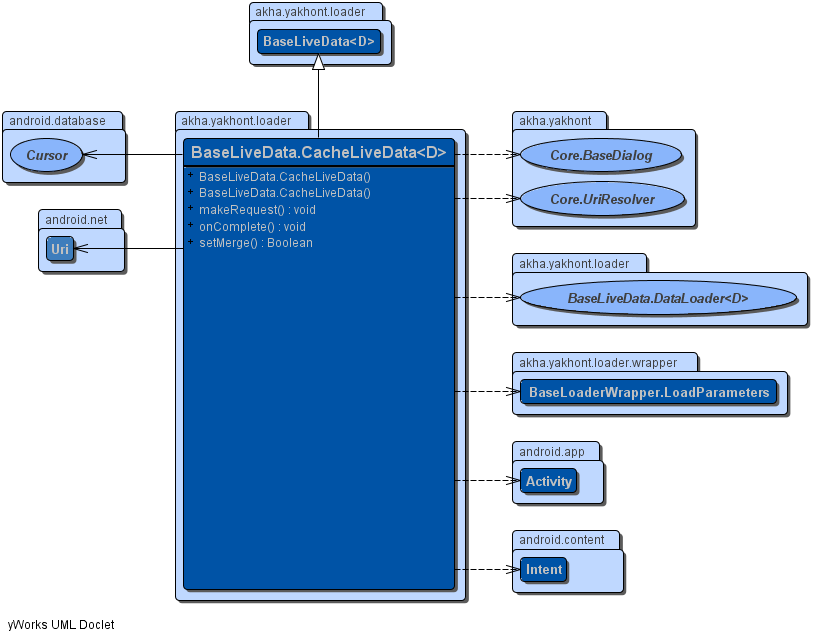 akha.yakhont.loader
BaseLiveData<D>
android.database
Cursor
android.net
Uri
akha.yakhont.loader
BaseLiveData.CacheLiveData<D>
+ BaseLiveData.CacheLiveData()
+ BaseLiveData.CacheLiveData()
+ makeRequest() : void
+ onComplete() : void
+ setMerge() : Boolean
akha.yakhont
Core.BaseDialog
Core.UriResolver
akha.yakhont.loader
BaseLiveData.DataLoader<D>
akha.yakhont.loader.wrapper
BaseLoaderWrapper.LoadParameters
android.app
Activity
android.content
Intent
yWorks UML Doclet